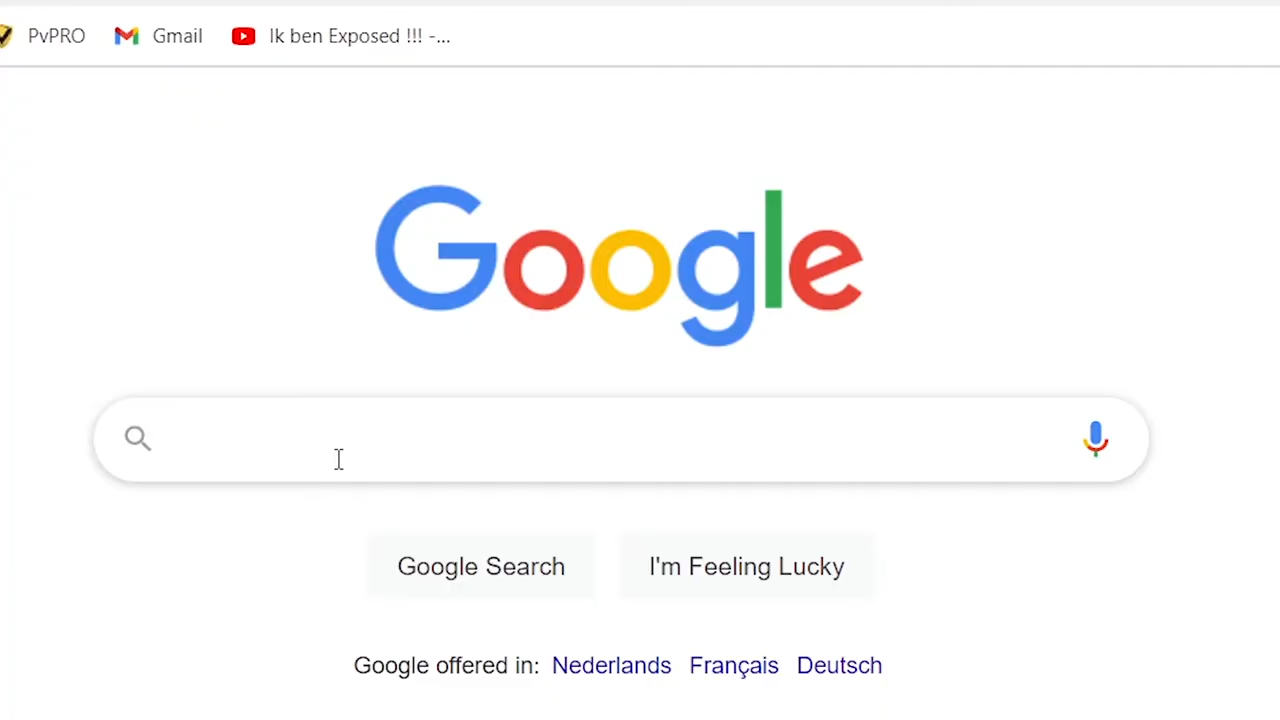 PvPRO Gmail Ik ben Exposed !!! -...
Google
Google Search I'm Feeling Lucky
Google offered in: Nederlands Français Deutsch